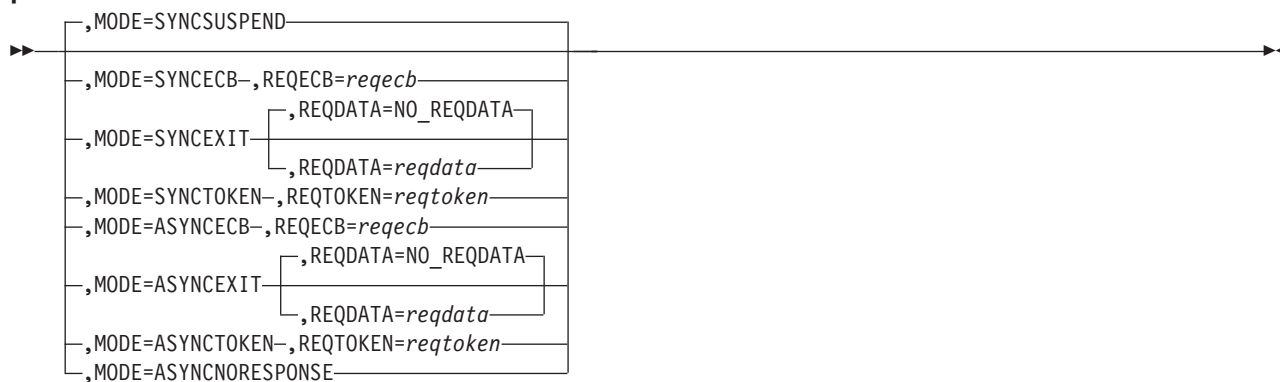 ,MODE=SYNCSUSPEND
,MODE=SYNCECB–,REQECB=reqecb
,REQDATA=NO_REQDATA
,MODE=SYNCEXIT
,REQDATA=reqdata
,MODE=SYNCTOKEN–,REQTOKEN=reqtoken
,MODE=ASYNCECB–,REQECB=reqecb
,REQDATA=NO_REQDATA
,MODE=ASYNCEXIT
,REQDATA=reqdata
,MODE=ASYNCTOKEN–,REQTOKEN=reqtoken
,MODE=ASYNCNORESPONSE